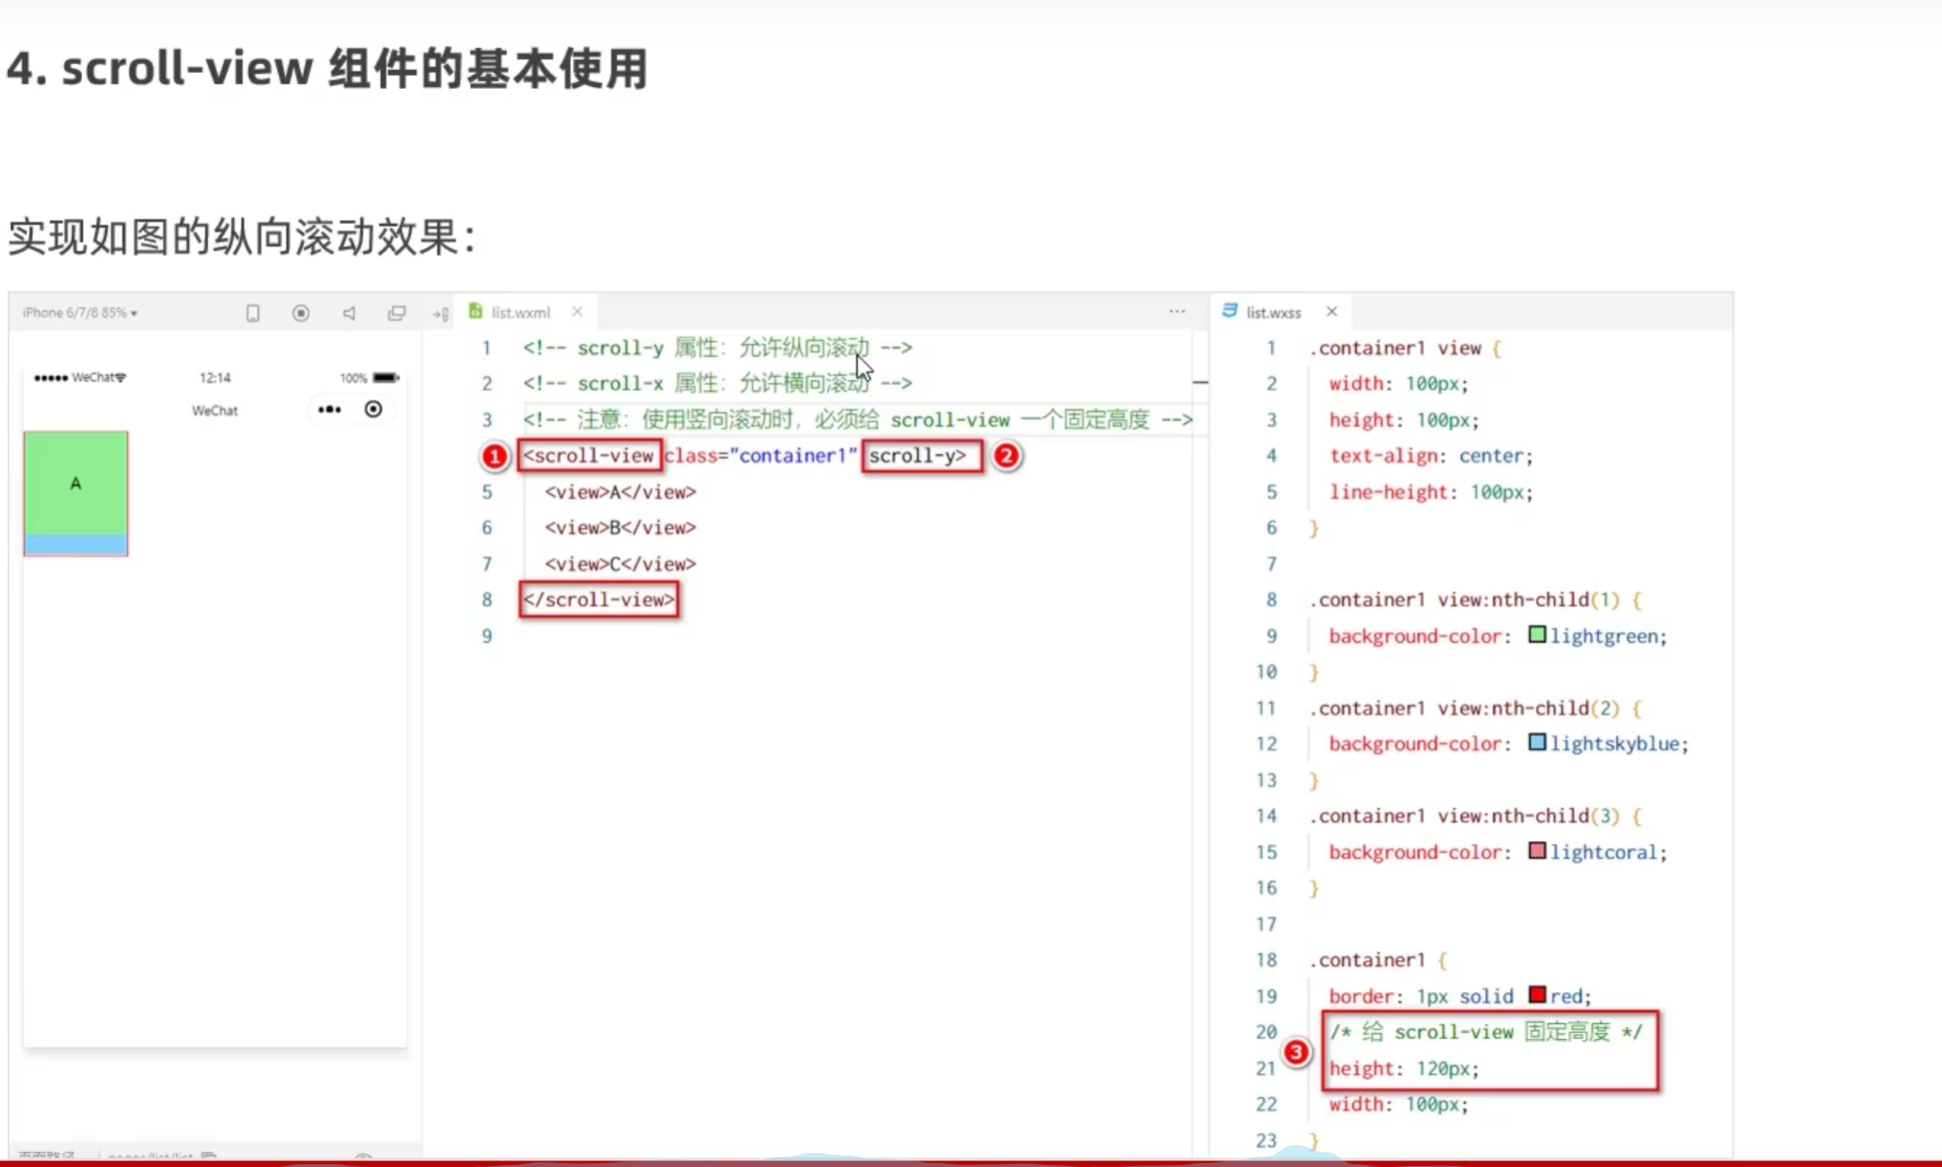 4. scroll-view 组件的基本使用
实现如图的纵向滚动效果：
iPhone 6/7/8 85%
WeChat
12:14
100%
WeChat
A
list.wxml
1 <!-- scroll-y 属性：允许纵向滚动 -->
2 <!-- scroll-x 属性：允许横向滚动 -->
3 <!-- 注意：使用竖向滚动时，必须给 scroll-view 一个固定高度 -->
1 <scroll-view class="container1" scroll-y> 2
5 <view>A</view>
6 <view>B</view>
7 <view>C</view>
8 </scroll-view>
9
list.wxss
1 .container1 view {
2 width: 100px;
3 height: 100px;
4 text-align: center;
5 line-height: 100px;
6 }
7
8 .container1 view:nth-child(1) {
9 background-color: lightgreen;
10 }
11 .container1 view:nth-child(2) {
12 background-color: lightskyblue;
13 }
14 .container1 view:nth-child(3) {
15 background-color: lightcoral;
16 }
17
18 .container1 {
19 border: 1px solid red;
20 /* 给 scroll-view 固定高度 */
3
21 height: 120px;
22 width: 100px;
23 }